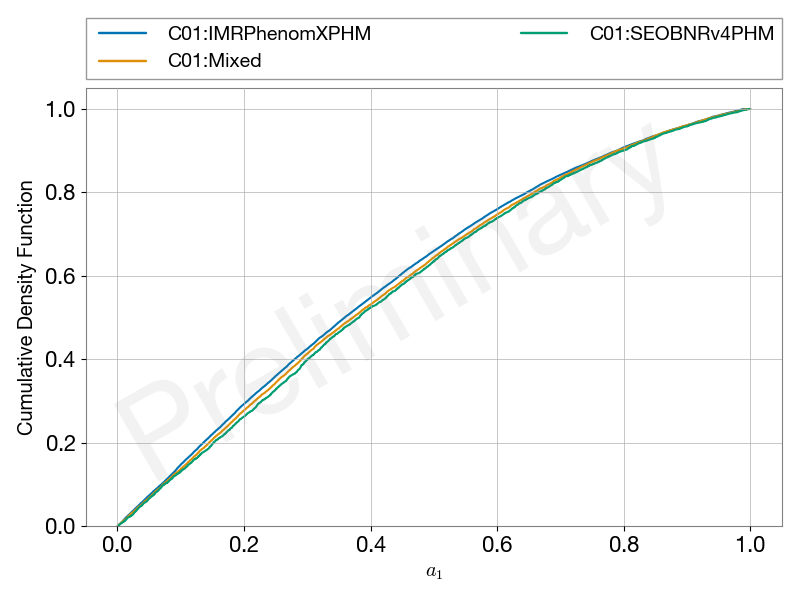 C01:IMRPhenomXPHM
C01:Mixed
C01:SEOBNRv4PHM
Cumulative Density Function
1.0
0.8
0.6
0.4
0.2
0.0
Preliminary
0.0 0.2 0.4 0.6 0.8 1.0
a₁